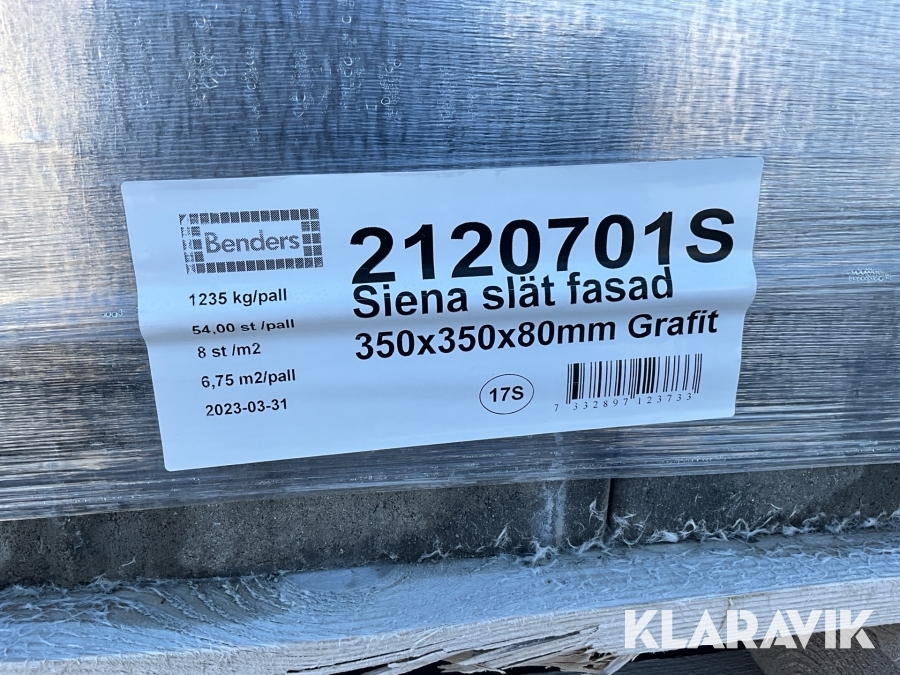 Benders
1235 kg/pall
54,00 st /pall
8 st /m2
6,75 m2/pall
2023-03-31
2120701S
Siena slät fasad
350x350x80mm Grafit
17S
7 332897 123733
KLARAVIK